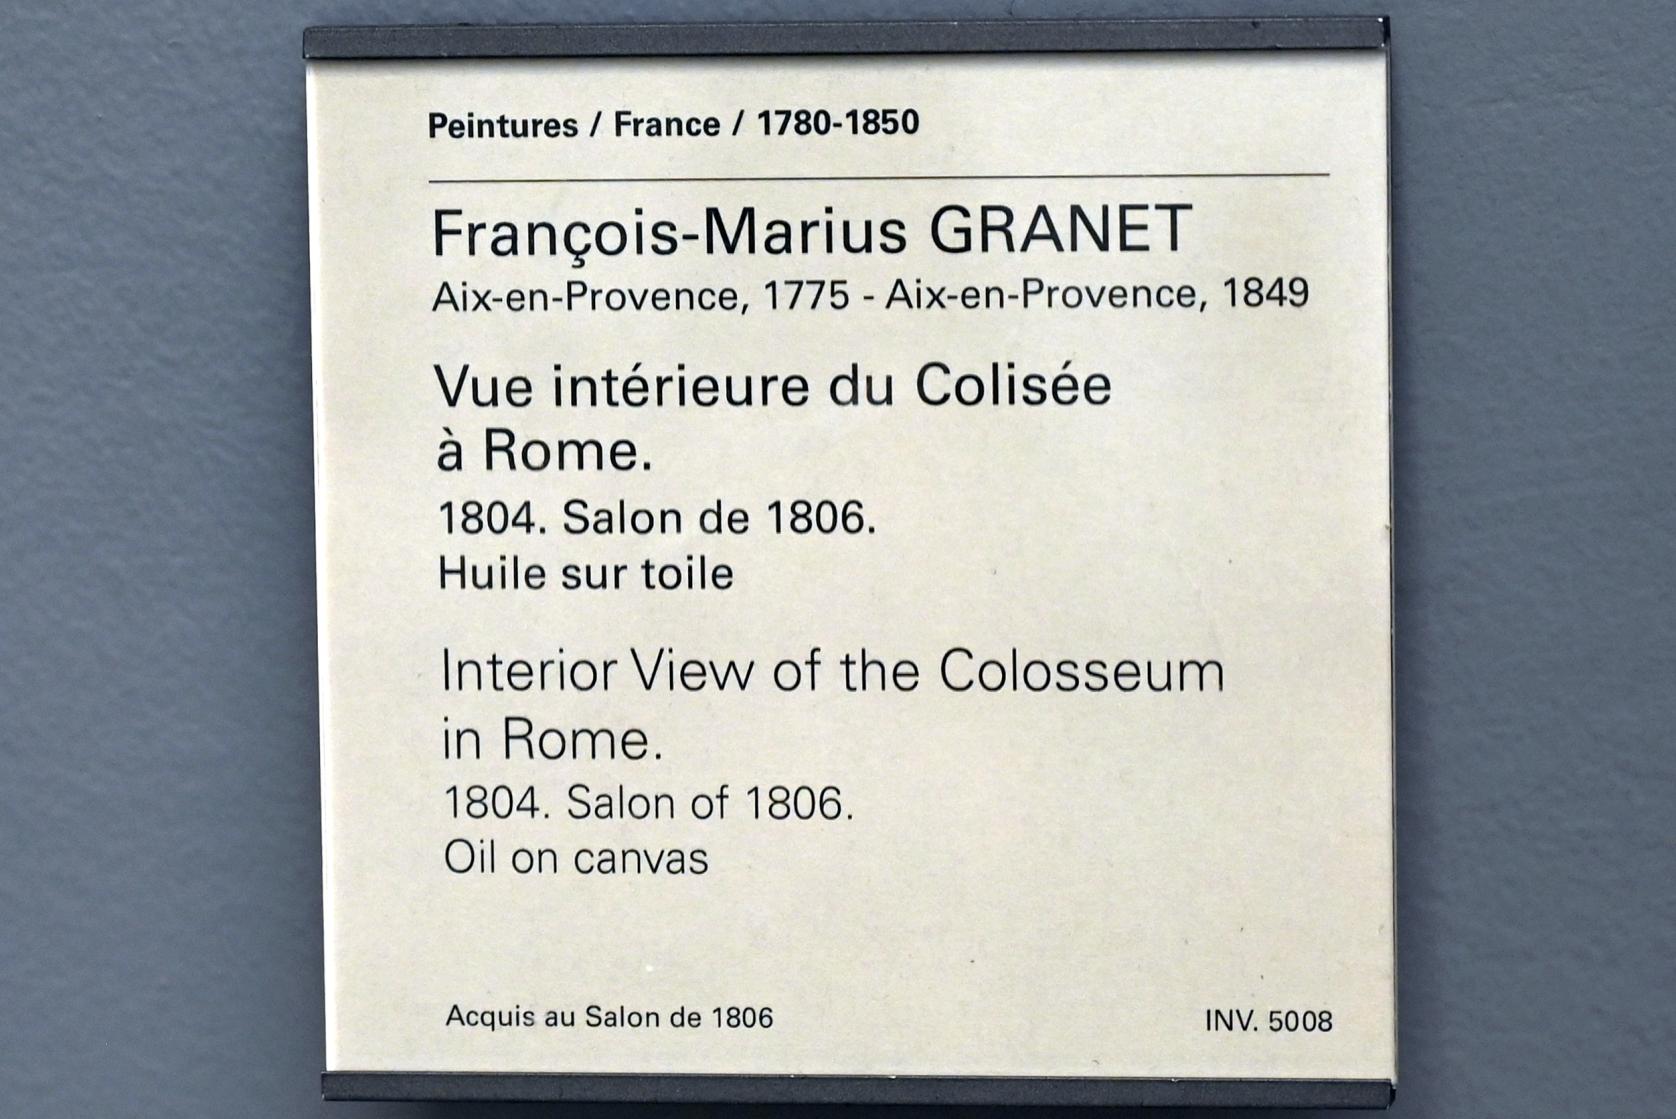 Peintures / France / 1780-1850
François-Marius GRANET
Aix-en-Provence, 1775 - Aix-en-Provence, 1849
Vue intérieure du Colisée
à Rome.
1804. Salon de 1806.
Huile sur toile
Interior View of the Colosseum
in Rome.
1804. Salon of 1806.
Oil on canvas
Acquis au Salon de 1806
INV. 5008